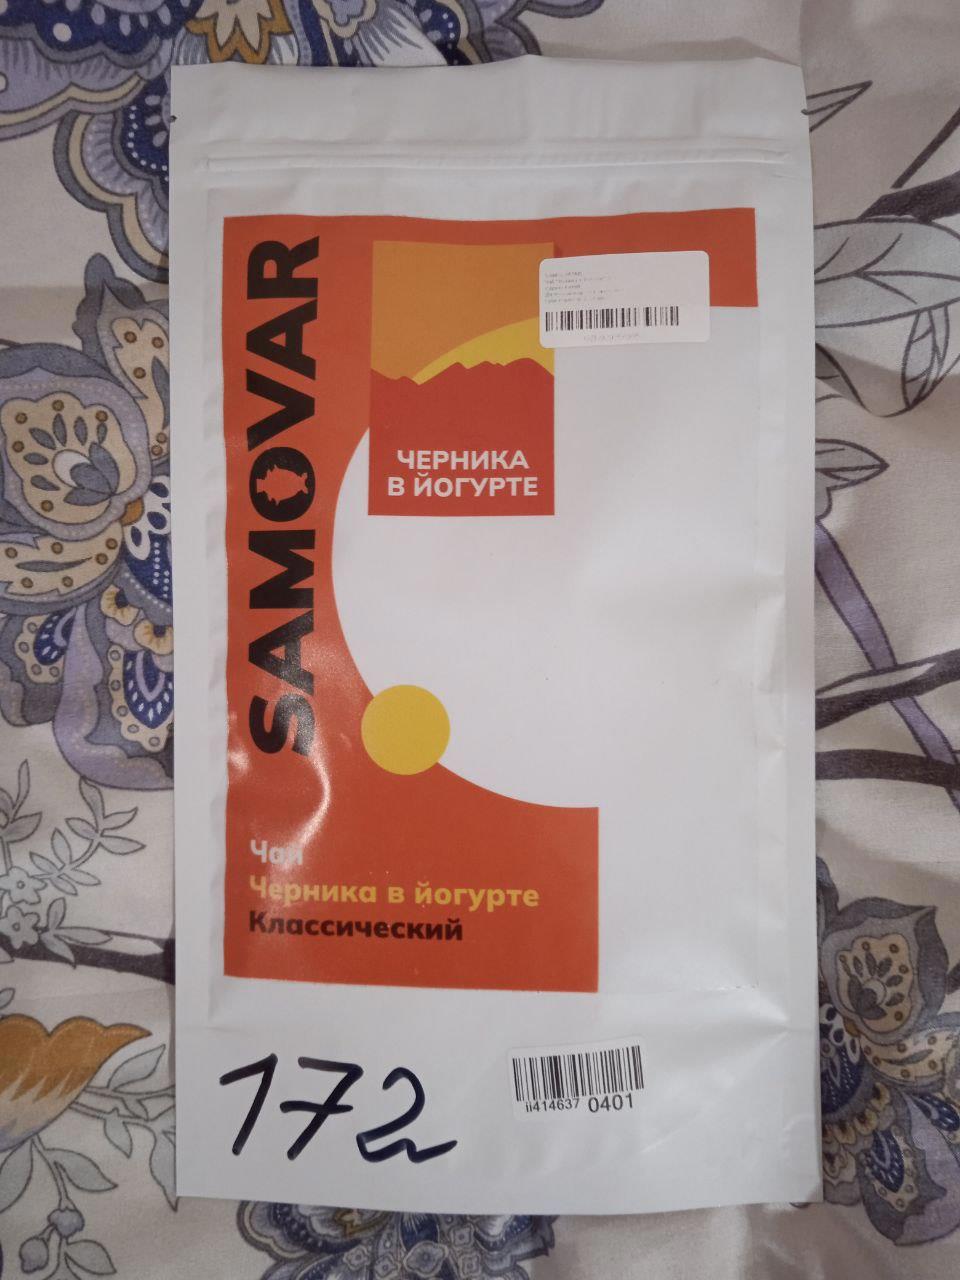 SAMOVAR
ЧЕРНИКА
В ЙОГУРТЕ
Чай
Черника в йогурте
Классический
172
ii414637 0401